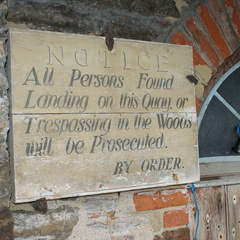 NOTICE
All Persons Found
Landing on this Quay, or
Trespassing in the Woods
will be Prosecuted.
BY ORDER.